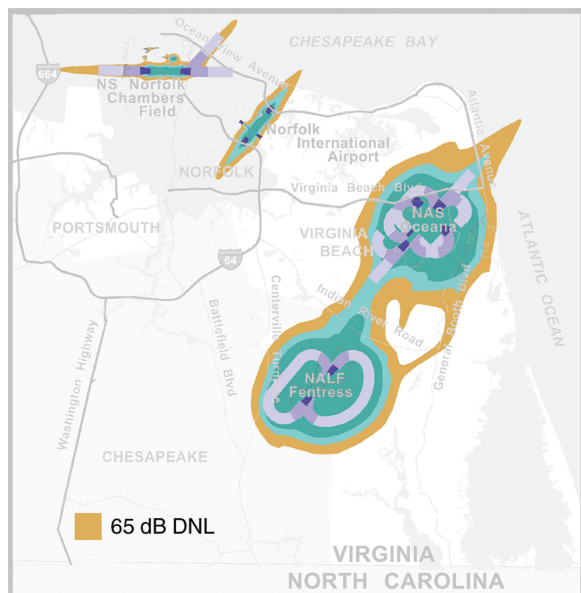 CHESAPEAKE BAY
Ocean View Avenue
664
NS Norfolk
Chambers
Field
Norfolk
International
Airport
Atlantic Avenue
NORFOLK
Virginia Beach Blvd
PORTSMOUTH
NAS
Oceana
VIRGINIA
BEACH
ATLANTIC OCEAN
64
Indian River Road
Centerville Turnpike
Battlefield Blvd
General Booth Blvd
Washington Highway
NALF
Fentress
CHESAPEAKE
65 dB DNL
VIRGINIA
NORTH CAROLINA